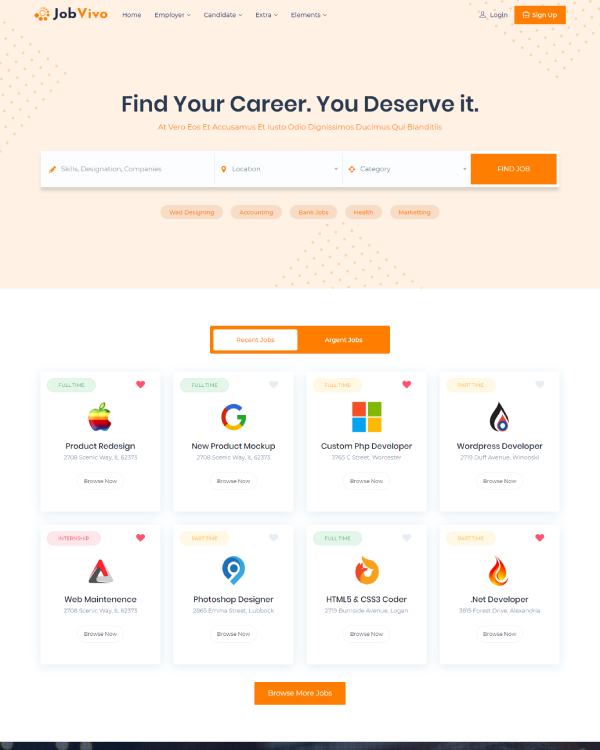 JobVivo
Home Employer Candidate Extra Elements Login Sign Up
Find Your Career. You Deserve it.
At Vero Eos Et Accusamus Et Iusto Odio Dignissimos Ducimus Qui Blanditiis
Skills, Designation, Companies Location Category FIND JOB
Wed Designing Accounting Bank Jobs Health Marketting
Recent Jobs Argent Jobs
FULL TIME FULL TIME FULL TIME PART TIME
Product Redesign New Product Mockup Custom Php Developer Wordpress Developer
2708 Scenic Way, IL 62373 2708 Scenic Way, IL 62373 3765 C Street, Worcester 2719 Duff Avenue, Winooski
Browse Now Browse Now Browse Now Browse Now
INTERNSHIP PART TIME FULL TIME PART TIME
Web Maintenence Photoshop Designer HTML5 & CSS3 Coder .Net Developer
2708 Scenic Way, IL 62373 2865 Emma Street, Lubbock 2719 Burnside Avenue, Logan 3815 Forest Drive, Alexandria
Browse Now Browse Now Browse Now Browse Now
Browse More Jobs